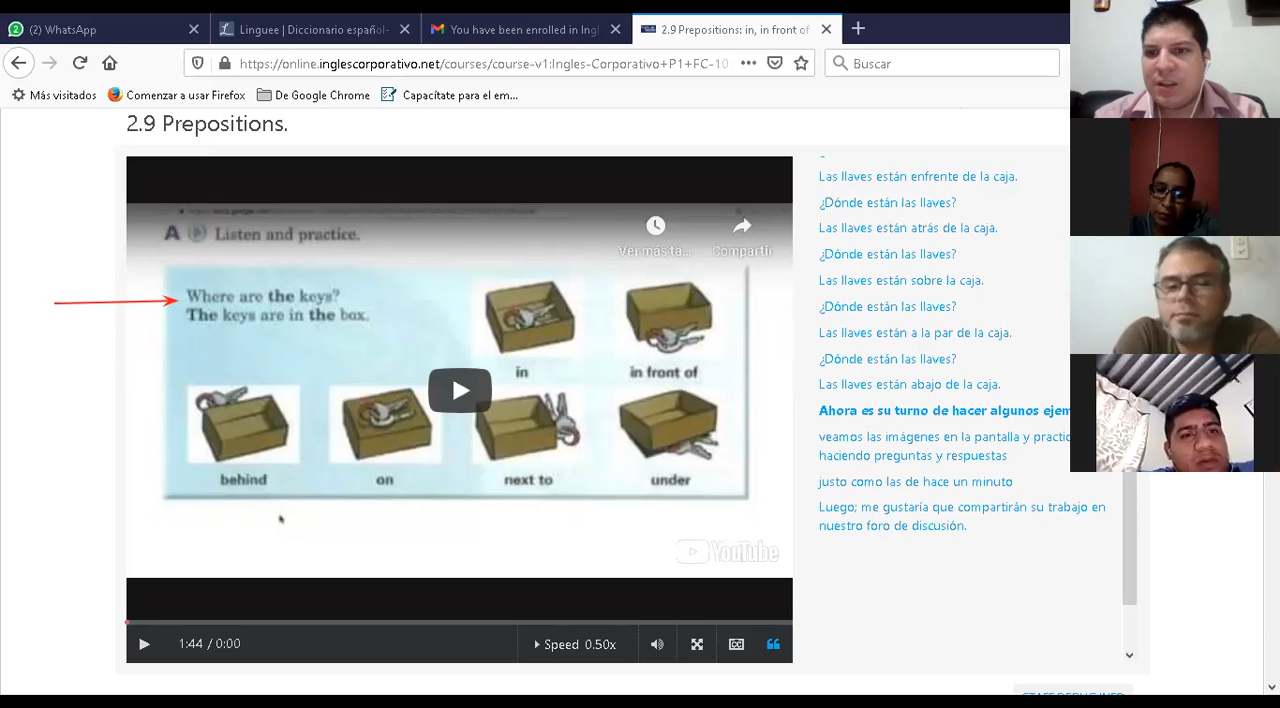 (2) WhatsApp
Linguee | Diccionario español-
You have been enrolled in Ingl
2.9 Prepositions: in, in front of
https://online.inglescorporativo.net/courses/course-v1:Ingles-Corporativo+P1+FC-10
Buscar
Más visitados
Comenzar a usar Firefox
De Google Chrome
Capacítate para el em...
2.9 Prepositions.
A Listen and practice.
Ver más ta...
Compartir
Where are the keys?
The keys are in the box.
in
in front of
behind
on
next to
under
YouTube
1:44 / 0:00
Speed 0.50x
Las llaves están enfrente de la caja.
¿Dónde están las llaves?
Las llaves están atrás de la caja.
¿Dónde están las llaves?
Las llaves están sobre la caja.
¿Dónde están las llaves?
Las llaves están a la par de la caja.
¿Dónde están las llaves?
Las llaves están abajo de la caja.
Ahora es su turno de hacer algunos ejem
veamos las imágenes en la pantalla y practic
haciendo preguntas y respuestas
justo como las de hace un minuto
Luego; me gustaría que compartirán su trabajo en
nuestro foro de discusión.